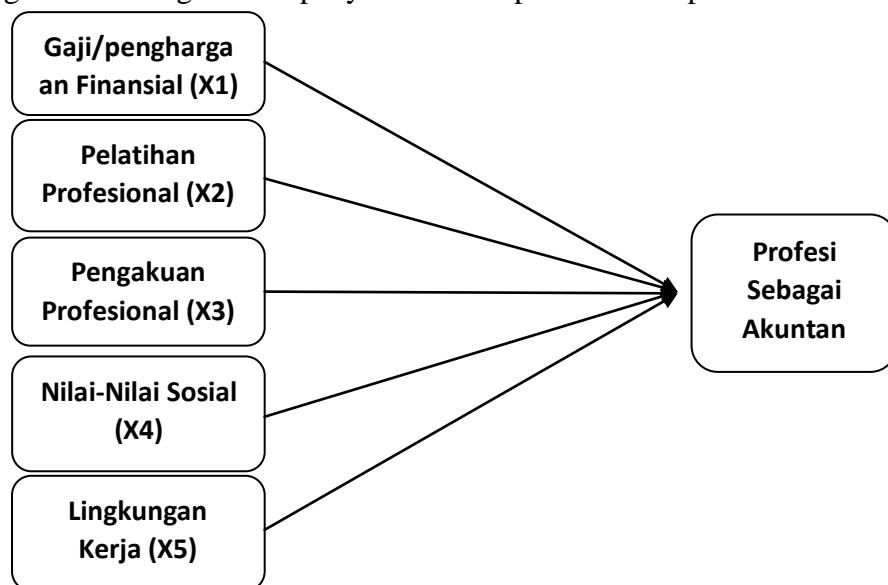 Gaji/pengharga
an Finansial (X1)
Pelatihan
Profesional (X2)
Pengakuan
Profesional (X3)
Nilai-Nilai Sosial
(X4)
Lingkungan
Kerja (X5)
Profesi
Sebagai
Akuntan